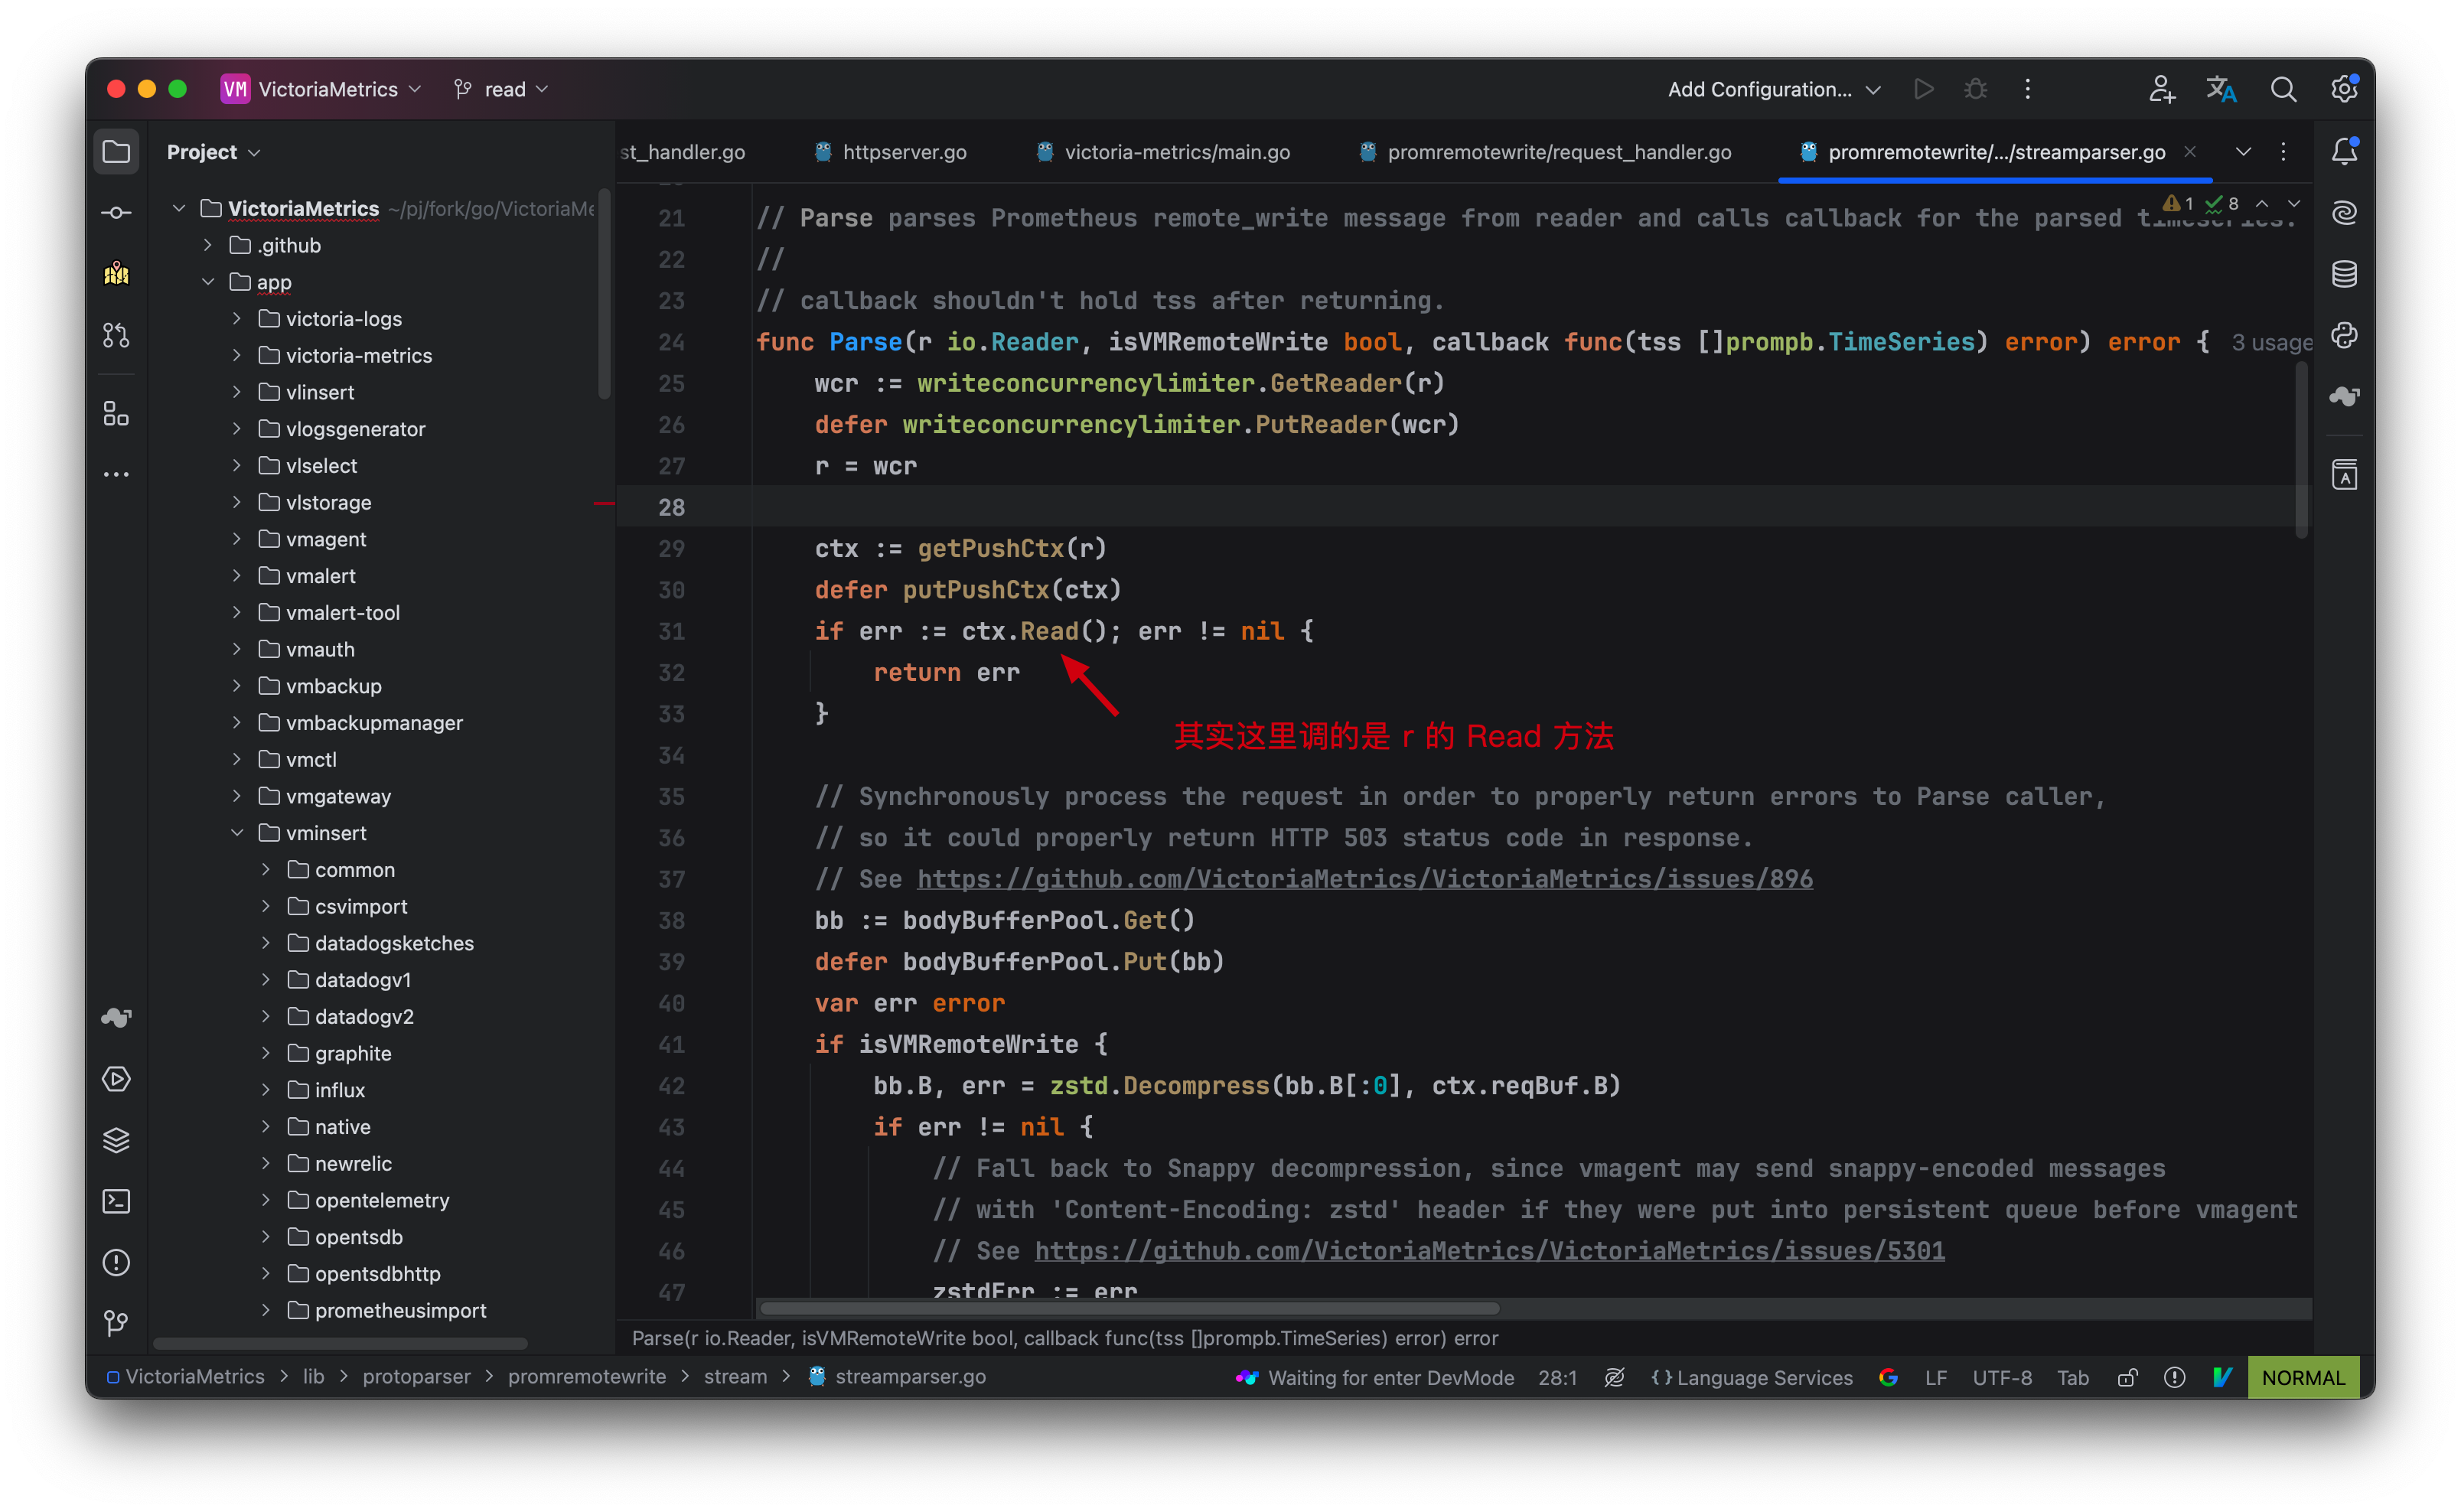 VM VictoriaMetrics read Add Configuration...
Project
st_handler.go httpserver.go victoria-metrics/main.go promremotewrite/request_handler.go promremotewrite/.../streamparser.go
VictoriaMetrics ~/pj/fork/go/VictoriaMe
.github
app
victoria-logs
victoria-metrics
vlinsert
vlogsgenerator
vlselect
vlstorage
vmagent
vmalert
vmalert-tool
vmauth
vmbackup
vmbackupmanager
vmctl
vmgateway
vminsert
common
csvimport
datadogsketches
datadogv1
datadogv2
graphite
influx
native
newrelic
opentelemetry
opentsdb
opentsdbhttp
prometheusimport
1 8
21 // Parse parses Prometheus remote_write message from reader and calls callback for the parsed timeseries.
22 //
23 // callback shouldn't hold tss after returning.
24 func Parse(r io.Reader, isVMRemoteWrite bool, callback func(tss []prompb.TimeSeries) error) error { 3 usage
25 wcr := writeconcurrencylimiter.GetReader(r)
26 defer writeconcurrencylimiter.PutReader(wcr)
27 r = wcr
28
29 ctx := getPushCtx(r)
30 defer putPushCtx(ctx)
31 if err := ctx.Read(); err != nil {
32 return err
33 }
其实这里调的是 r 的 Read 方法
34
35 // Synchronously process the request in order to properly return errors to Parse caller,
36 // so it could properly return HTTP 503 status code in response.
37 // See https://github.com/VictoriaMetrics/VictoriaMetrics/issues/896
38 bb := bodyBufferPool.Get()
39 defer bodyBufferPool.Put(bb)
40 var err error
41 if isVMRemoteWrite {
42 bb.B, err = zstd.Decompress(bb.B[:0], ctx.reqBuf.B)
43 if err != nil {
44 // Fall back to Snappy decompression, since vmagent may send snappy-encoded messages
45 // with 'Content-Encoding: zstd' header if they were put into persistent queue before vmagent
46 // See https://github.com/VictoriaMetrics/VictoriaMetrics/issues/5301
47 zstdErr := err
Parse(r io.Reader, isVMRemoteWrite bool, callback func(tss []prompb.TimeSeries) error) error
VictoriaMetrics > lib > protoparser > promremotewrite > stream > streamparser.go Waiting for enter DevMode 28:1 {} Language Services LF UTF-8 Tab NORMAL